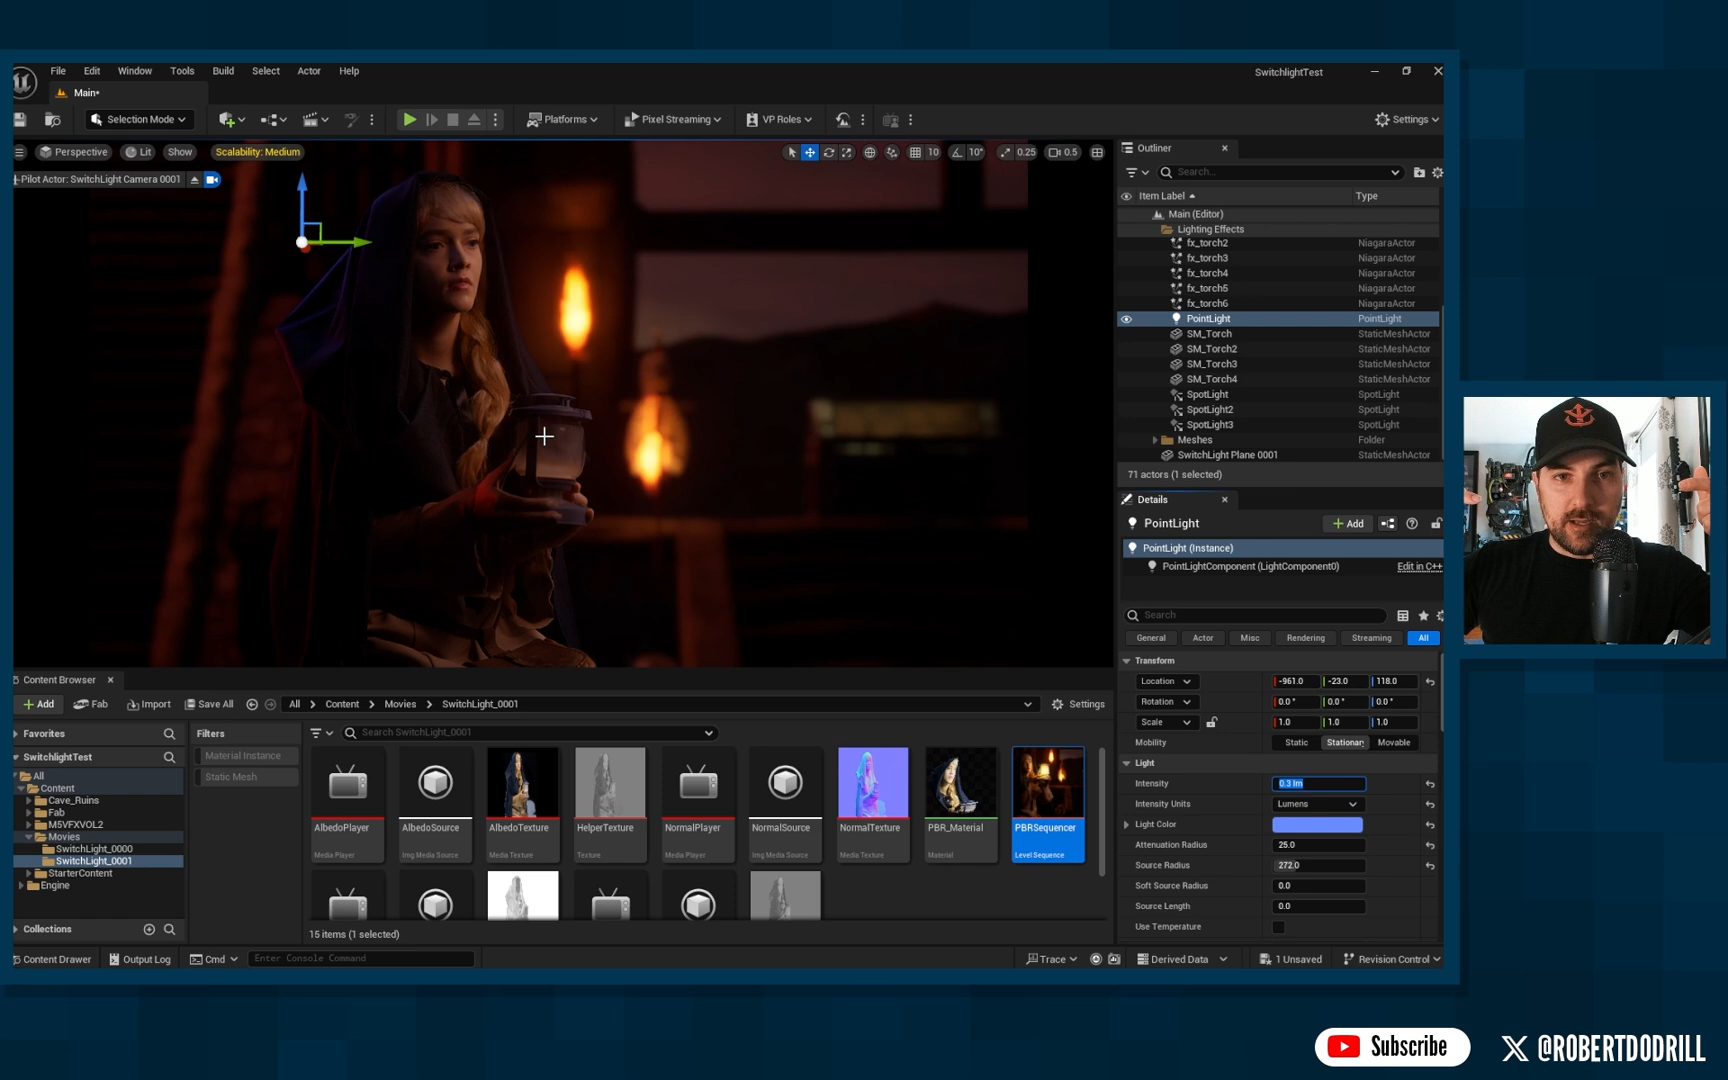 File Edit Window Tools Build Select Actor Help
SwitchlightTest
Main*
Selection Mode
Platforms
Pixel Streaming
VP Roles
Settings
Perspective Lit Show Scalability: Medium
10 10° 0.25 0.5
Pilot Actor: SwitchLight Camera 0001
Outliner
Search...
Item Label Type
Main (Editor)
Lighting Effects
fx_torch2 NiagaraActor
fx_torch3 NiagaraActor
fx_torch4 NiagaraActor
fx_torch5 NiagaraActor
fx_torch6 NiagaraActor
PointLight PointLight
SM_Torch StaticMeshActor
SM_Torch2 StaticMeshActor
SM_Torch3 StaticMeshActor
SM_Torch4 StaticMeshActor
SpotLight SpotLight
SpotLight2 SpotLight
SpotLight3 SpotLight
Meshes Folder
SwitchLight Plane 0001 StaticMeshActor
71 actors (1 selected)
Details
PointLight
Add
PointLight (Instance)
PointLightComponent (LightComponent0) Edit in C++
Search
General Actor Misc Rendering Streaming All
Transform
Location -961.0 -23.0 118.0
Rotation 0.0° 0.0° 0.0°
Scale 1.0 1.0 1.0
Mobility Static Stationary Movable
Light
Intensity 0.3 lm
Intensity Units Lumens
Light Color
Attenuation Radius 25.0
Source Radius 272.0
Soft Source Radius 0.0
Source Length 0.0
Use Temperature
Content Browser
Add Fab Import Save All All Content Movies SwitchLight_0001 Settings
Favorites
SwitchlightTest
All
Content
Cave_Ruins
Fab
M5VFXVOL2
Movies
SwitchLight_0000
SwitchLight_0001
StarterContent
Engine
Collections
Filters
Material Instance
Static Mesh
Search SwitchLight_0001
AlbedoPlayer AlbedoSource AlbedoTexture HelperTexture NormalPlayer NormalSource NormalTexture PBR_Material PBRSequencer
Media Player Img Media Source Media Texture Texture Media Player Img Media Source Media Texture Material Level Sequence
15 items (1 selected)
Content Drawer Output Log Cmd Enter Console Command
Trace Derived Data 1 Unsaved Revision Control
Subscribe
@ROBERTDODRILL